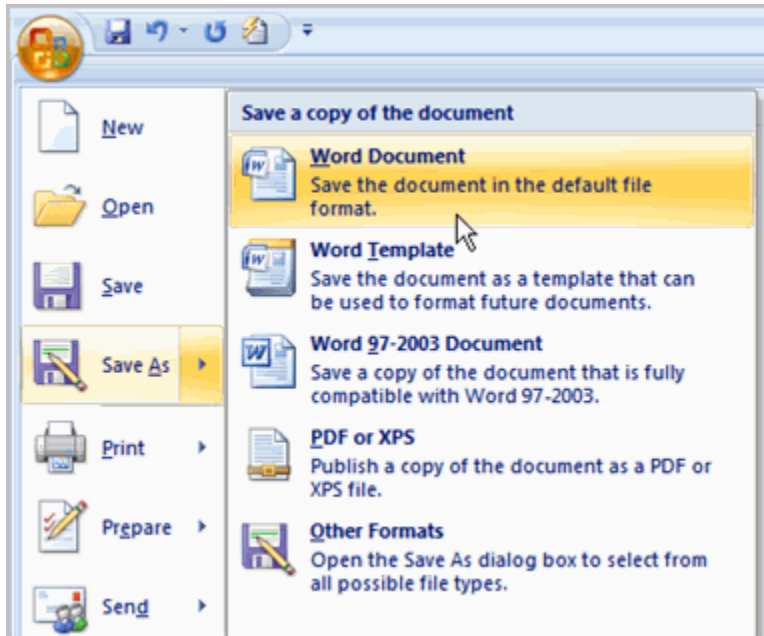 New
Open
Save
Save As
Print
Prepare
Send
Save a copy of the document
Word Document
Save the document in the default file
format.
Word Template
Save the document as a template that can
be used to format future documents.
Word 97-2003 Document
Save a copy of the document that is fully
compatible with Word 97-2003.
PDF or XPS
Publish a copy of the document as a PDF or
XPS file.
Other Formats
Open the Save As dialog box to select from
all possible file types.